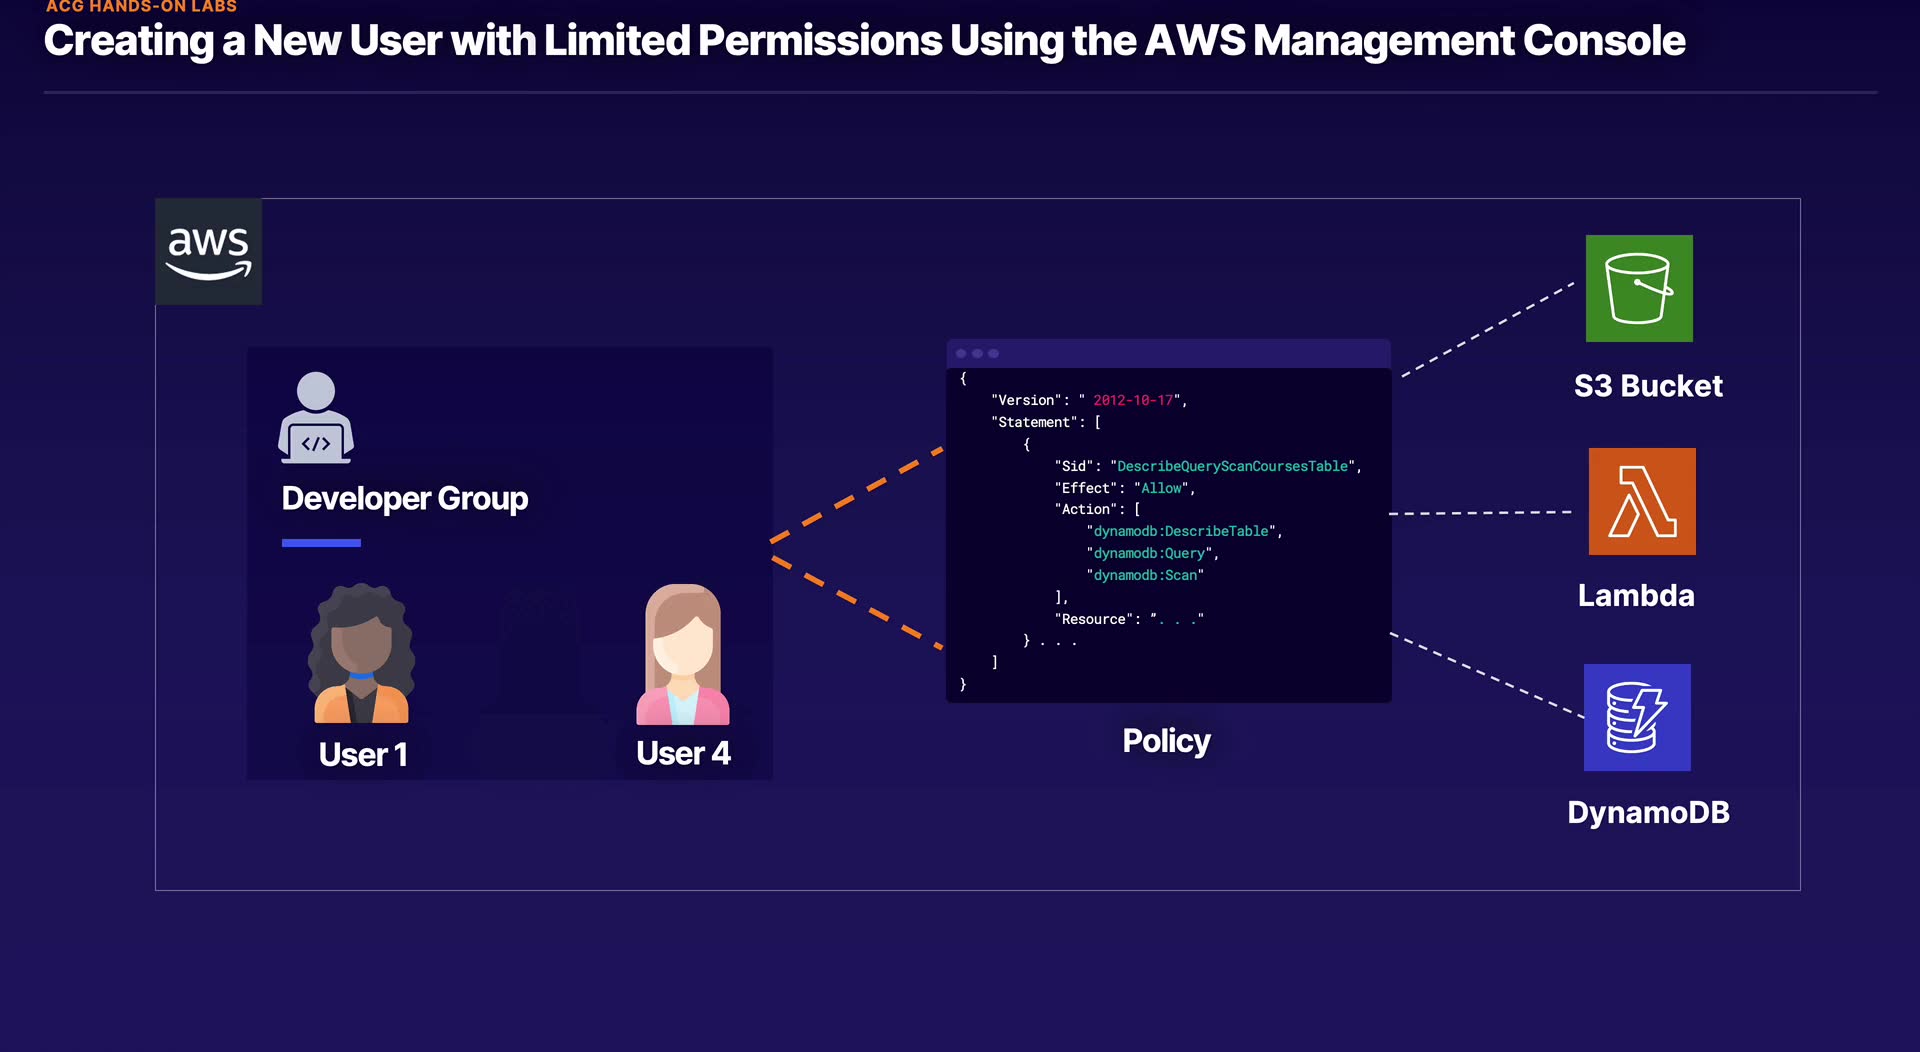 ACG HANDS-ON LABS
Creating a New User with Limited Permissions Using the AWS Management Console
aws
</>
Developer Group
User 1
User 4
{
"Version": " 2012-10-17",
"Statement": [
{
"Sid": "DescribeQueryScanCoursesTable",
"Effect": "Allow",
"Action": [
"dynamodb:DescribeTable",
"dynamodb:Query",
"dynamodb:Scan"
],
"Resource": ”. . ."
} . . .
]
}
Policy
S3 Bucket
Lambda
DynamoDB